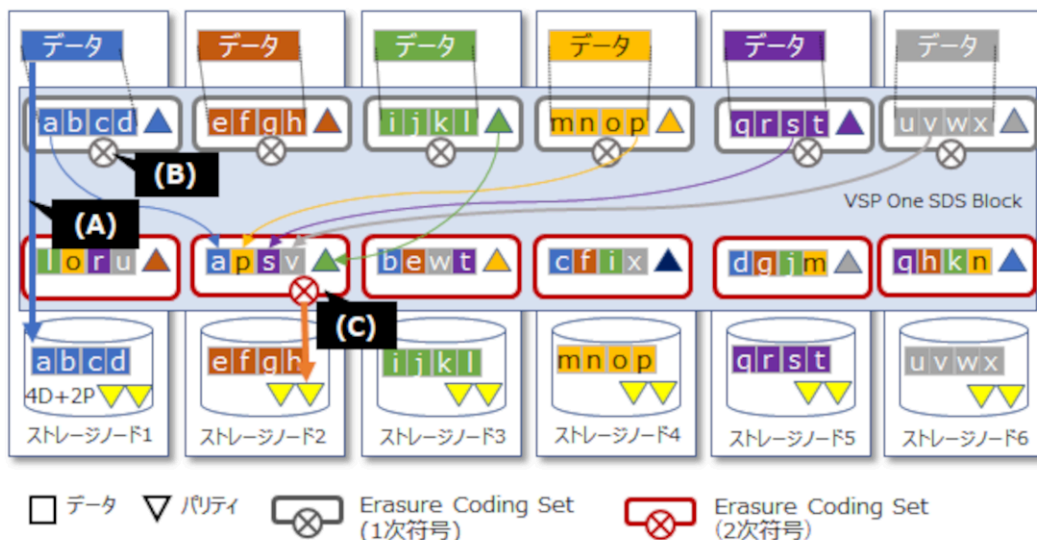 データ データ データ データ データ データ
abcd efgh ijkl mnop qrst uvwx
(B)
(A)
VSP One SDS Block
loru apsv bewt cfix dgjm qhkn
(C)
abcd efgh ijkl mnop qrst uvwx
4D+2P
ストレージノード1 ストレージノード2 ストレージノード3 ストレージノード4 ストレージノード5 ストレージノード6
データ パリティ Erasure Coding Set Erasure Coding Set
(1次符号) (2次符号)